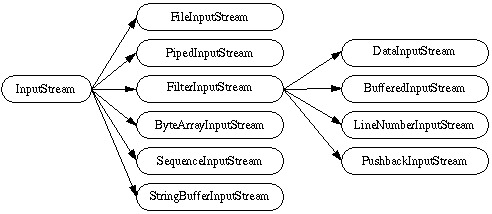 FileInputStream
PipedInputStream
DataInputStream
InputStream
FilterInputStream
BufferedInputStream
ByteArrayInputStream
LineNumberInputStream
SequenceInputStream
PushbackInputStream
StringBufferInputStream